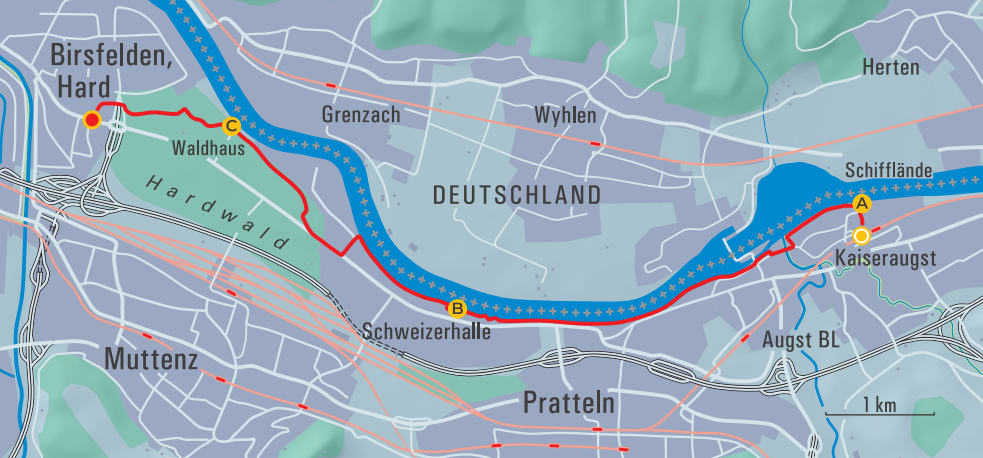 Birsfelden,
Hard
Herten
Grenzach
Wyhlen
C
Waldhaus
Schifflände
Hardwald
DEUTSCHLAND
A
Kaiseraugst
B
Schweizerhalle
Augst BL
Muttenz
Pratteln
1 km